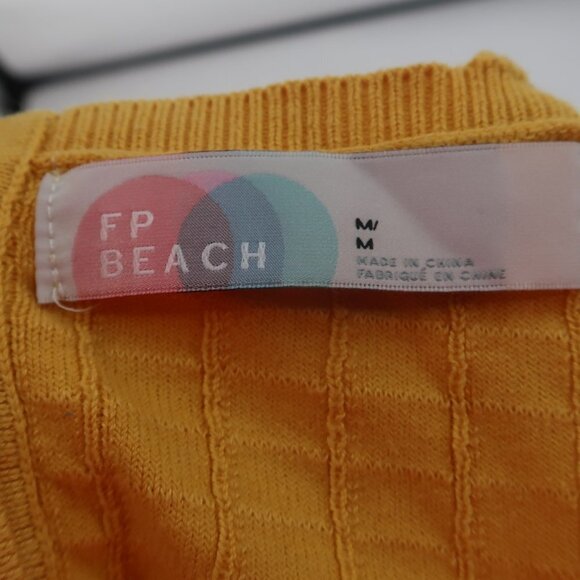 FP
BEACH
M/
M
MADE IN CHINA
FABRIQUÉ EN CHINE